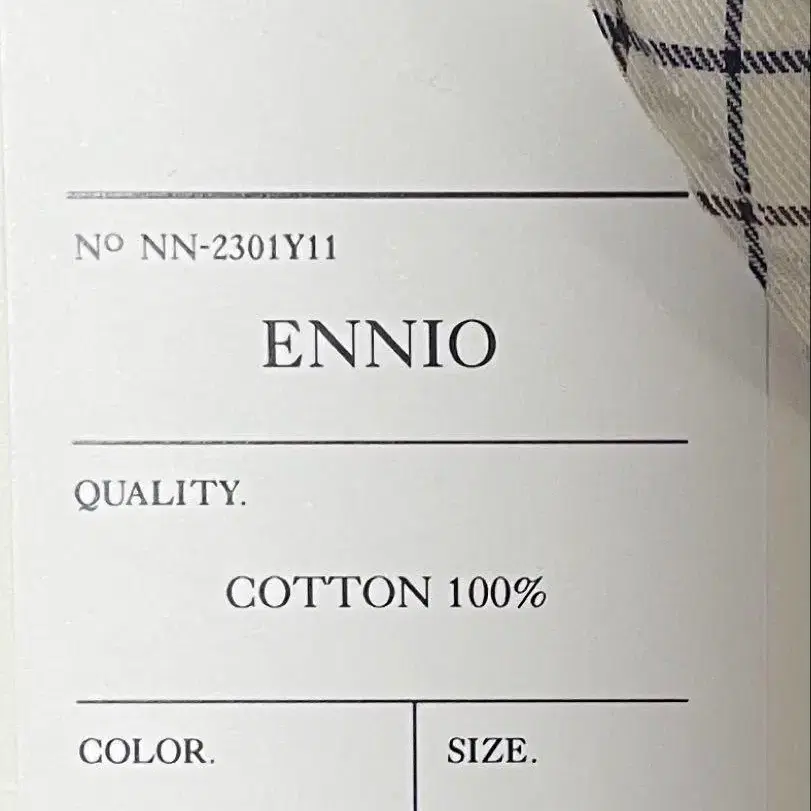 Nº NN-2301Y11
ENNIO
QUALITY.
COTTON 100%
COLOR.
SIZE.